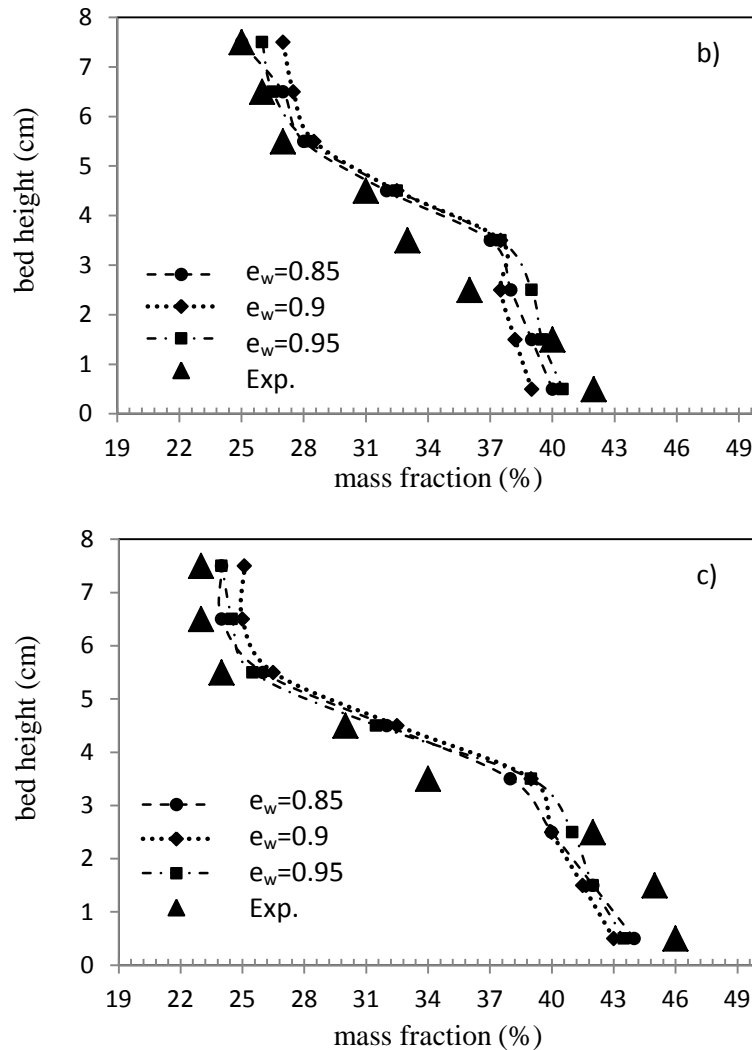 b)
8
7
6
5
4
3
2
1
0
bed height (cm)
e_w=0.85
e_w=0.9
e_w=0.95
Exp.
19 22 25 28 31 34 37 40 43 46 49
mass fraction (%)
c)
8
7
6
5
4
3
2
1
0
bed height (cm)
e_w=0.85
e_w=0.9
e_w=0.95
Exp.
19 22 25 28 31 34 37 40 43 46 49
mass fraction (%)